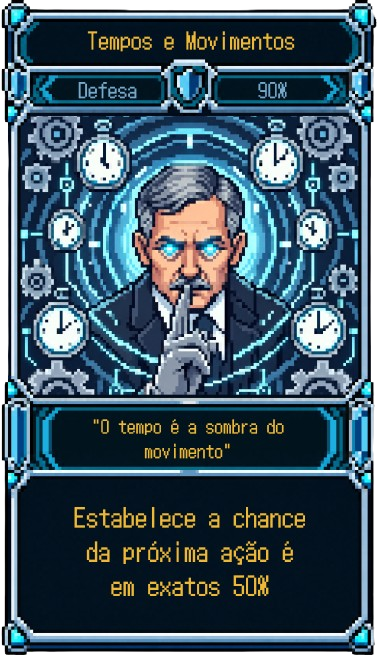 Tempos e Movimentos
Defesa 90%
"O tempo é a sombra do
movimento"
Estabelece a chance
da próxima ação é
em exatos 50%